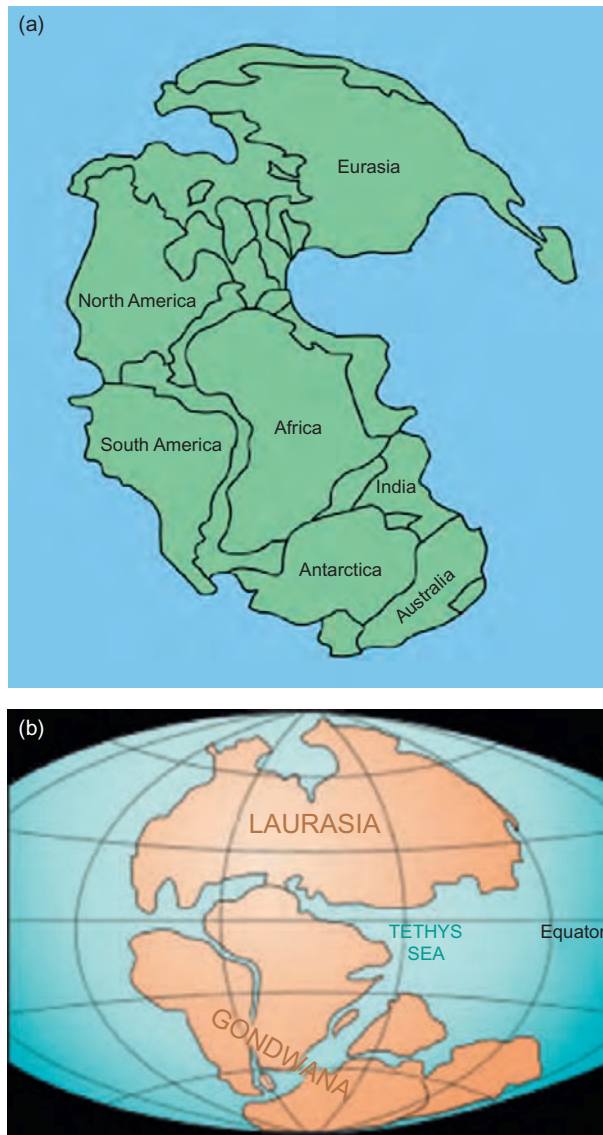 (a)
Eurasia
North America
Africa
South America
India
Antarctica
Australia
(b)
LAURASIA
TETHYS
SEA
Equator
GONDWANA